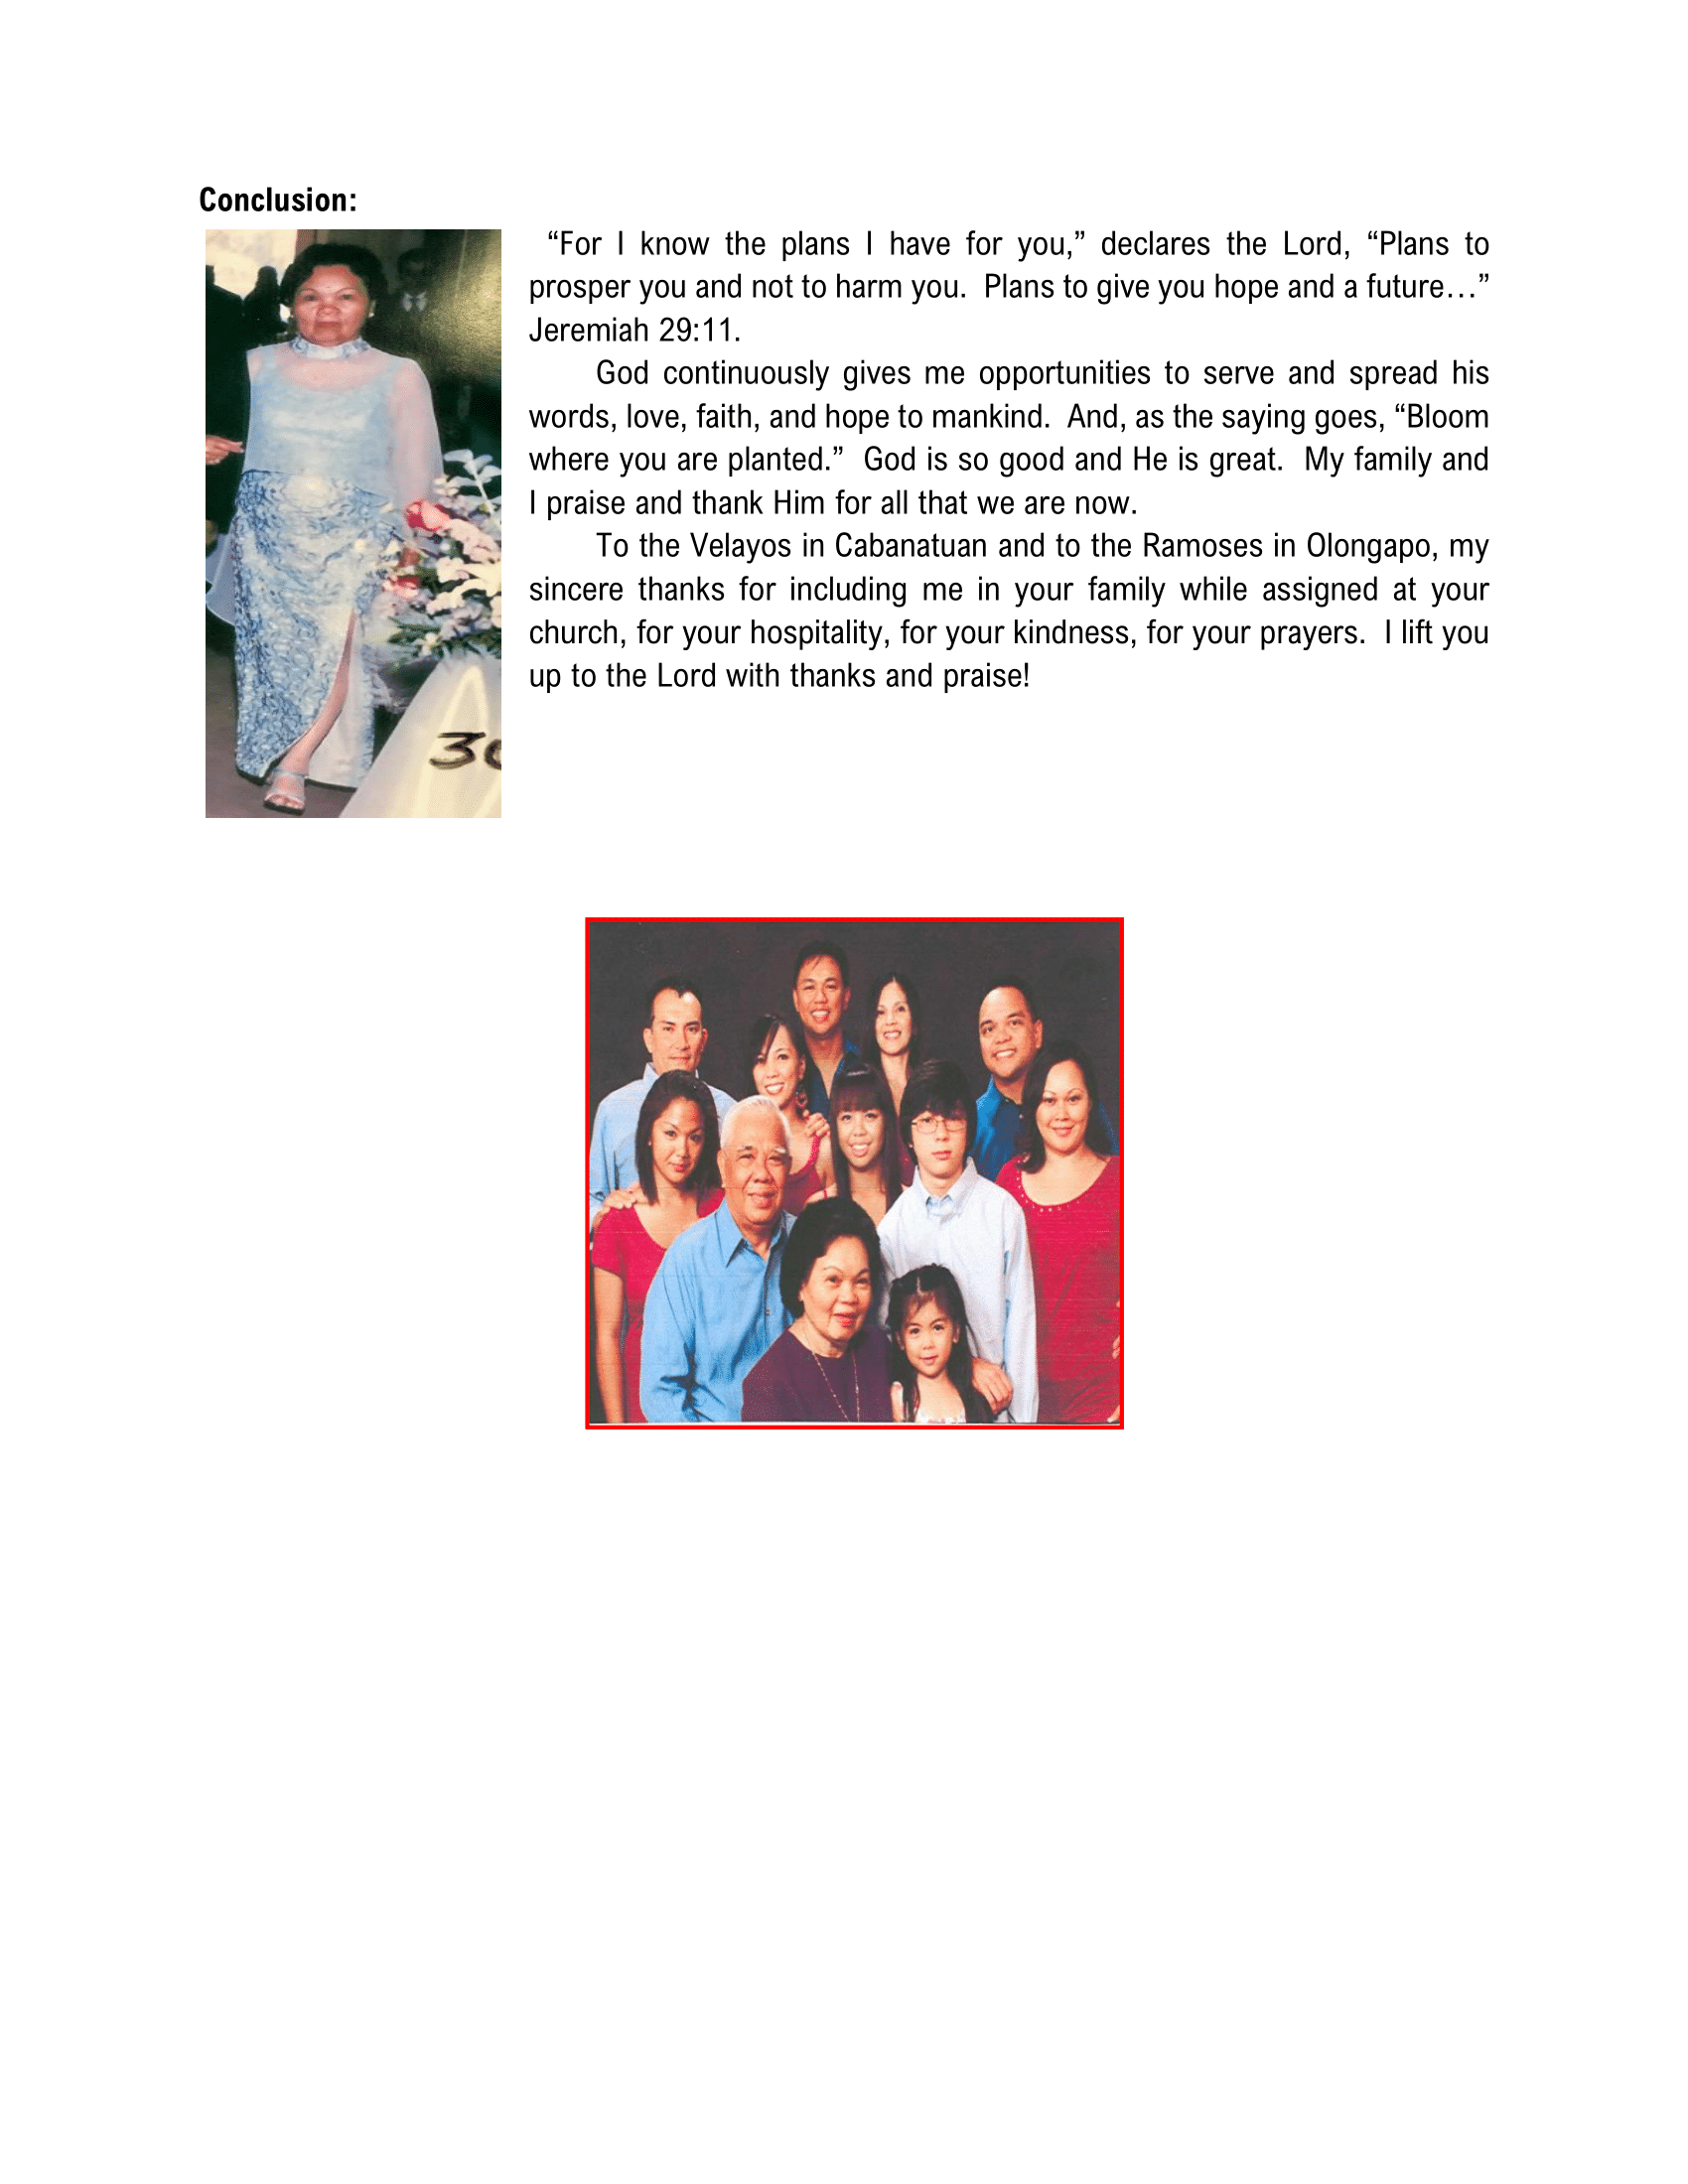 Conclusion:
“For I know the plans I have for you,” declares the Lord, “Plans to
prosper you and not to harm you.  Plans to give you hope and a future…”
Jeremiah 29:11.
God continuously gives me opportunities to serve and spread his
words, love, faith, and hope to mankind.  And, as the saying goes, “Bloom
where you are planted.”  God is so good and He is great.  My family and
I praise and thank Him for all that we are now.
To the Velayos in Cabanatuan and to the Ramoses in Olongapo, my
sincere thanks for including me in your family while assigned at your
church, for your hospitality, for your kindness, for your prayers.  I lift you
up to the Lord with thanks and praise!